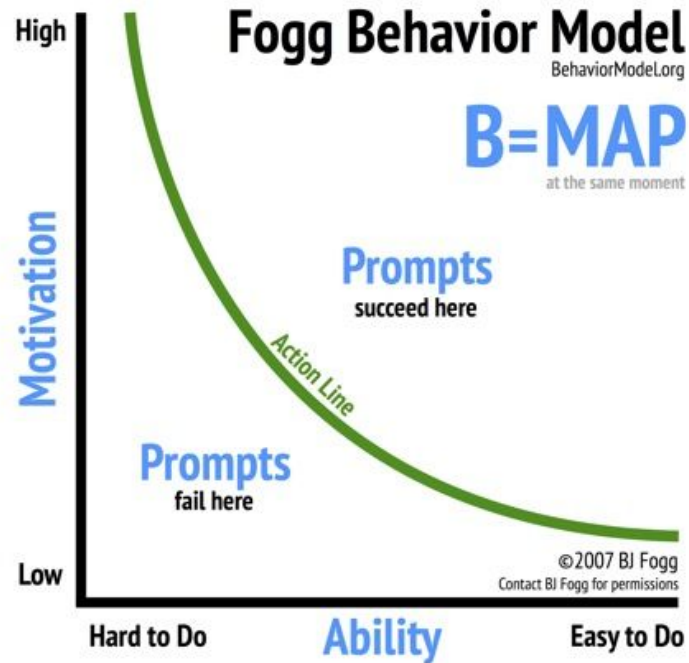 High
Fogg Behavior Model
BehaviorModel.org
B=MAP
at the same moment
Motivation
Prompts
succeed here
Action Line
Prompts
fail here
©2007 BJ Fogg
Contact BJ Fogg for permissions
Low
Hard to Do
Ability
Easy to Do